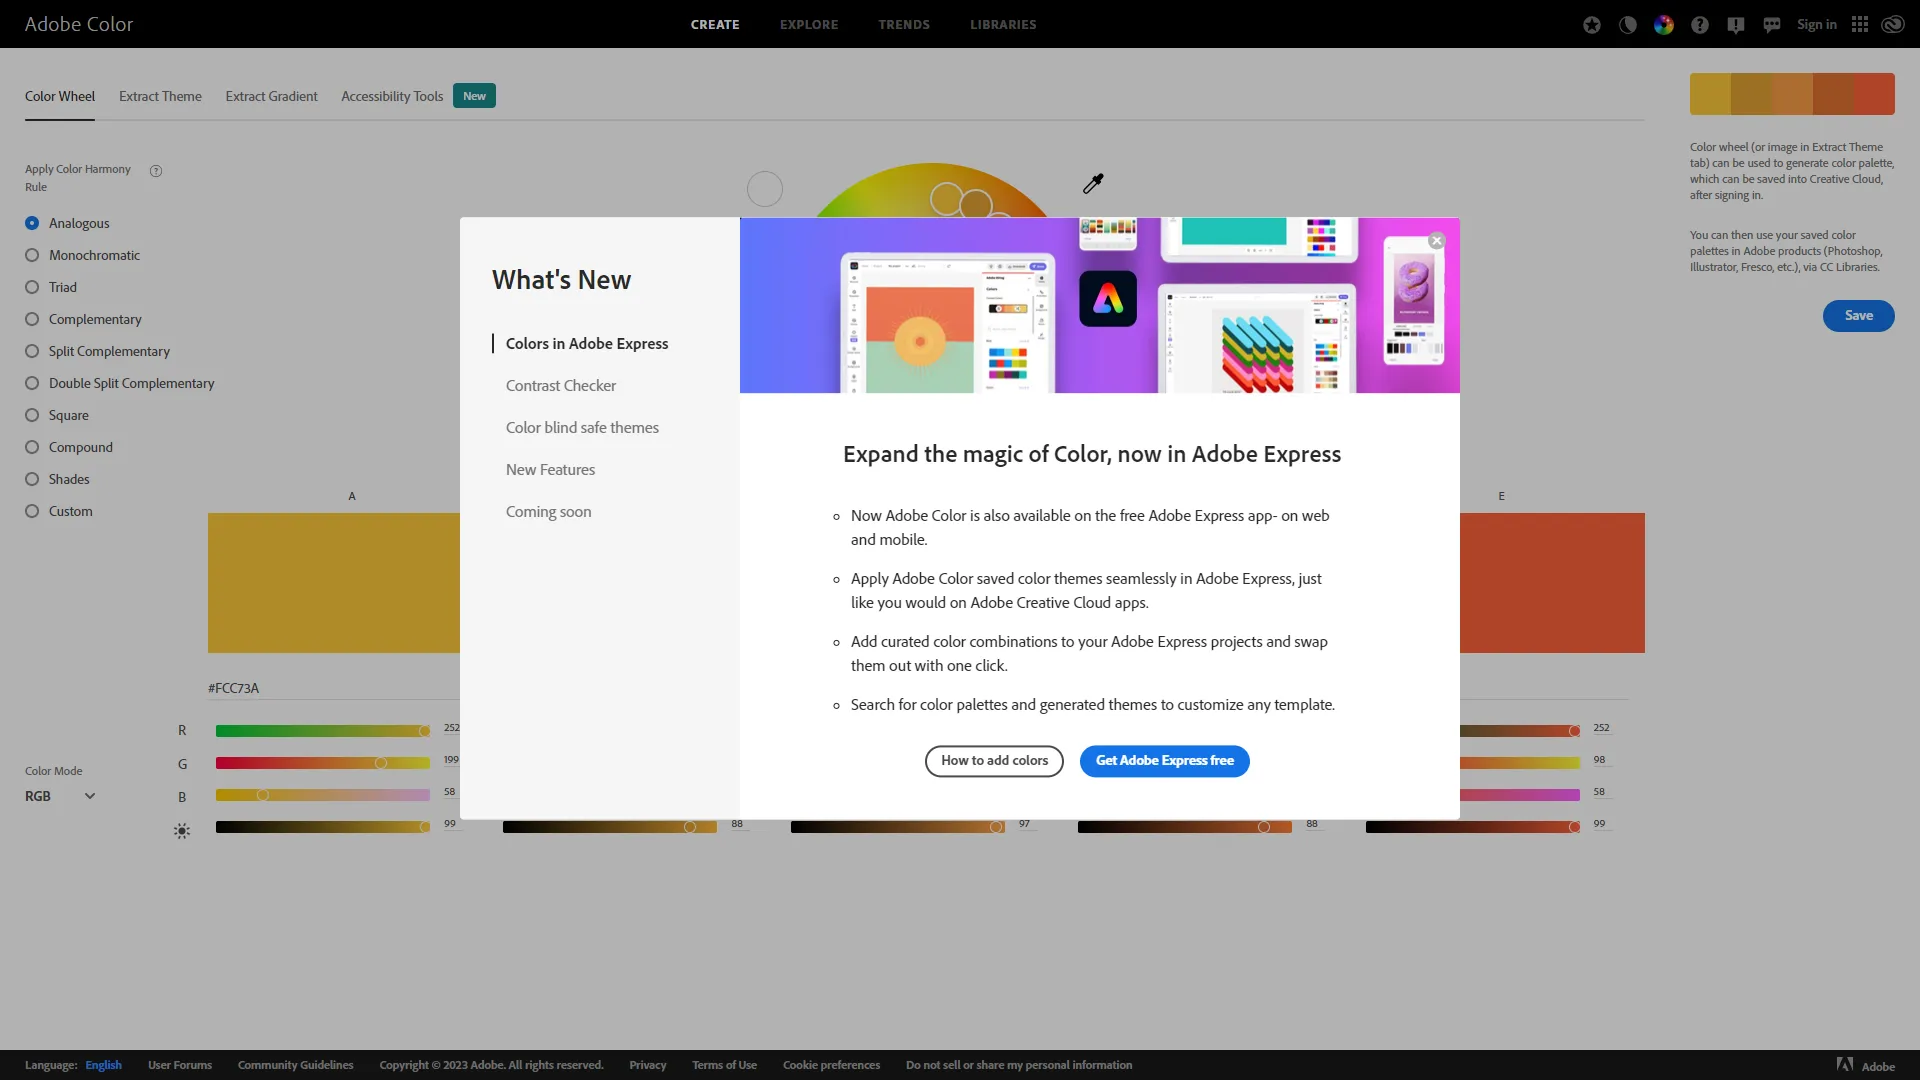 Adobe Color
CREATE
EXPLORE
TRENDS
LIBRARIES
Sign in
Color Wheel
Extract Theme
Extract Gradient
Accessibility Tools
New
Apply Color Harmony
Rule
Analogous
Monochromatic
Triad
Complementary
Split Complementary
Double Split Complementary
Square
Compound
Shades
Custom
Color wheel (or image in Extract Theme
tab) can be used to generate color palette,
which can be saved into Creative Cloud,
after signing in.
You can then use your saved color
palettes in Adobe products (Photoshop,
Illustrator, Fresco, etc.), via CC Libraries.
Save
What's New
Colors in Adobe Express
Contrast Checker
Color blind safe themes
New Features
Coming soon
Expand the magic of Color, now in Adobe Express
Now Adobe Color is also available on the free Adobe Express app- on web
and mobile.
Apply Adobe Color saved color themes seamlessly in Adobe Express, just
like you would on Adobe Creative Cloud apps.
Add curated color combinations to your Adobe Express projects and swap
them out with one click.
Search for color palettes and generated themes to customize any template.
How to add colors
Get Adobe Express free
A
E
#FCC73A
Color Mode
RGB
R
252
252
G
199
98
B
58
58
99
88
97
88
99
Language: English
User Forums
Community Guidelines
Copyright © 2023 Adobe. All rights reserved.
Privacy
Terms of Use
Cookie preferences
Do not sell or share my personal information
Adobe